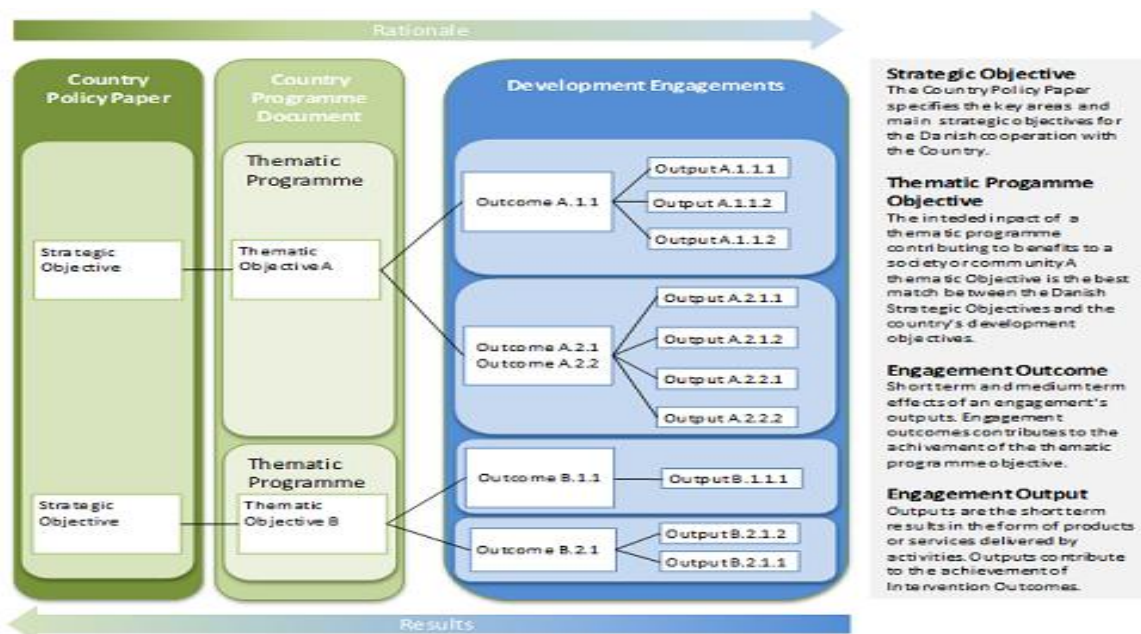 Rationale
Country
Policy Paper
Strategic
Objective
Strategic
Objective
Country
Programme
Document
Thematic
Programme
Thematic
Objective A
Thematic
Programme
Thematic
Objective B
Development Engagements
Outcome A.1.1
Output A.1.1.1
Output A.1.1.2
Output A.1.1.2
Outcome A.2.1
Outcome A.2.2
Output A.2.1.1
Output A.2.1.2
Output A.2.2.1
Output A.2.2.2
Outcome B.1.1
Output B.1.1.1
Outcome B.2.1
Output B.2.1.2
Output B.2.1.1
Strategic Objective
The Country Policy Paper
specifies the key areas and
main strategic objectives for
the Danish cooperation with
the Country.
Thematic Progamme
Objective
The inteded inpact of a
thematic programme
contributing to benefits to a
society or community A
thematic Objective is the best
match between the Danish
Strategic Objectives and the
country's development
objectives.
Engagement Outcome
Short term and medium term
effects of an engagement's
outputs. Engagement
outcomes contributes to the
achivement of the thematic
programme objective.
Engagement Output
Outputs are the short term
results in the form of products
or services delivered by
activities. Outputs contribute
to the achievement of
Intervention Outcomes.
Results